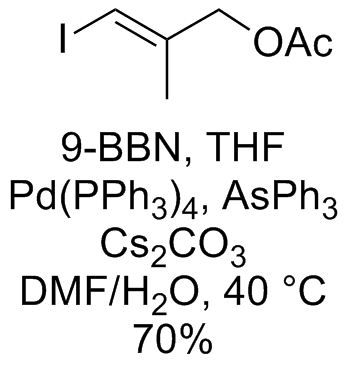 I
OAc
9-BBN, THF
Pd(PPh₃)₄, AsPh₃
Cs₂CO₃
DMF/H₂O, 40 °C
70%